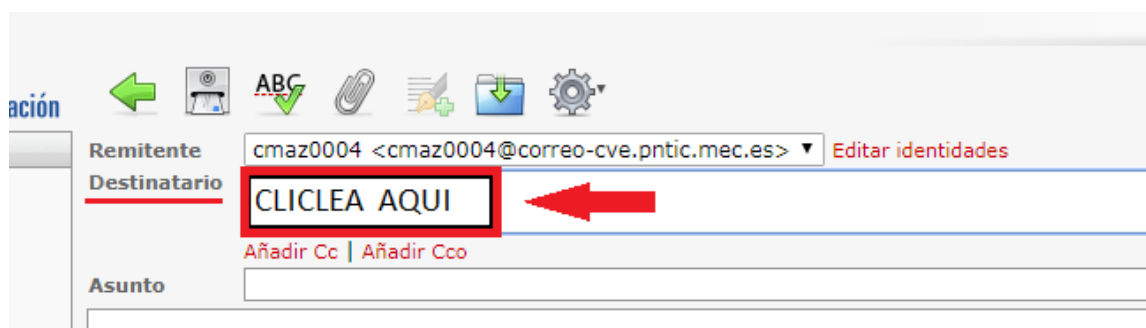 ación
ABC
Remitente cmaz0004 <cmaz0004@correo-cve.pntic.mec.es> Editar identidades
Destinatario CLICLEA AQUI
Añadir Cc | Añadir Cco
Asunto